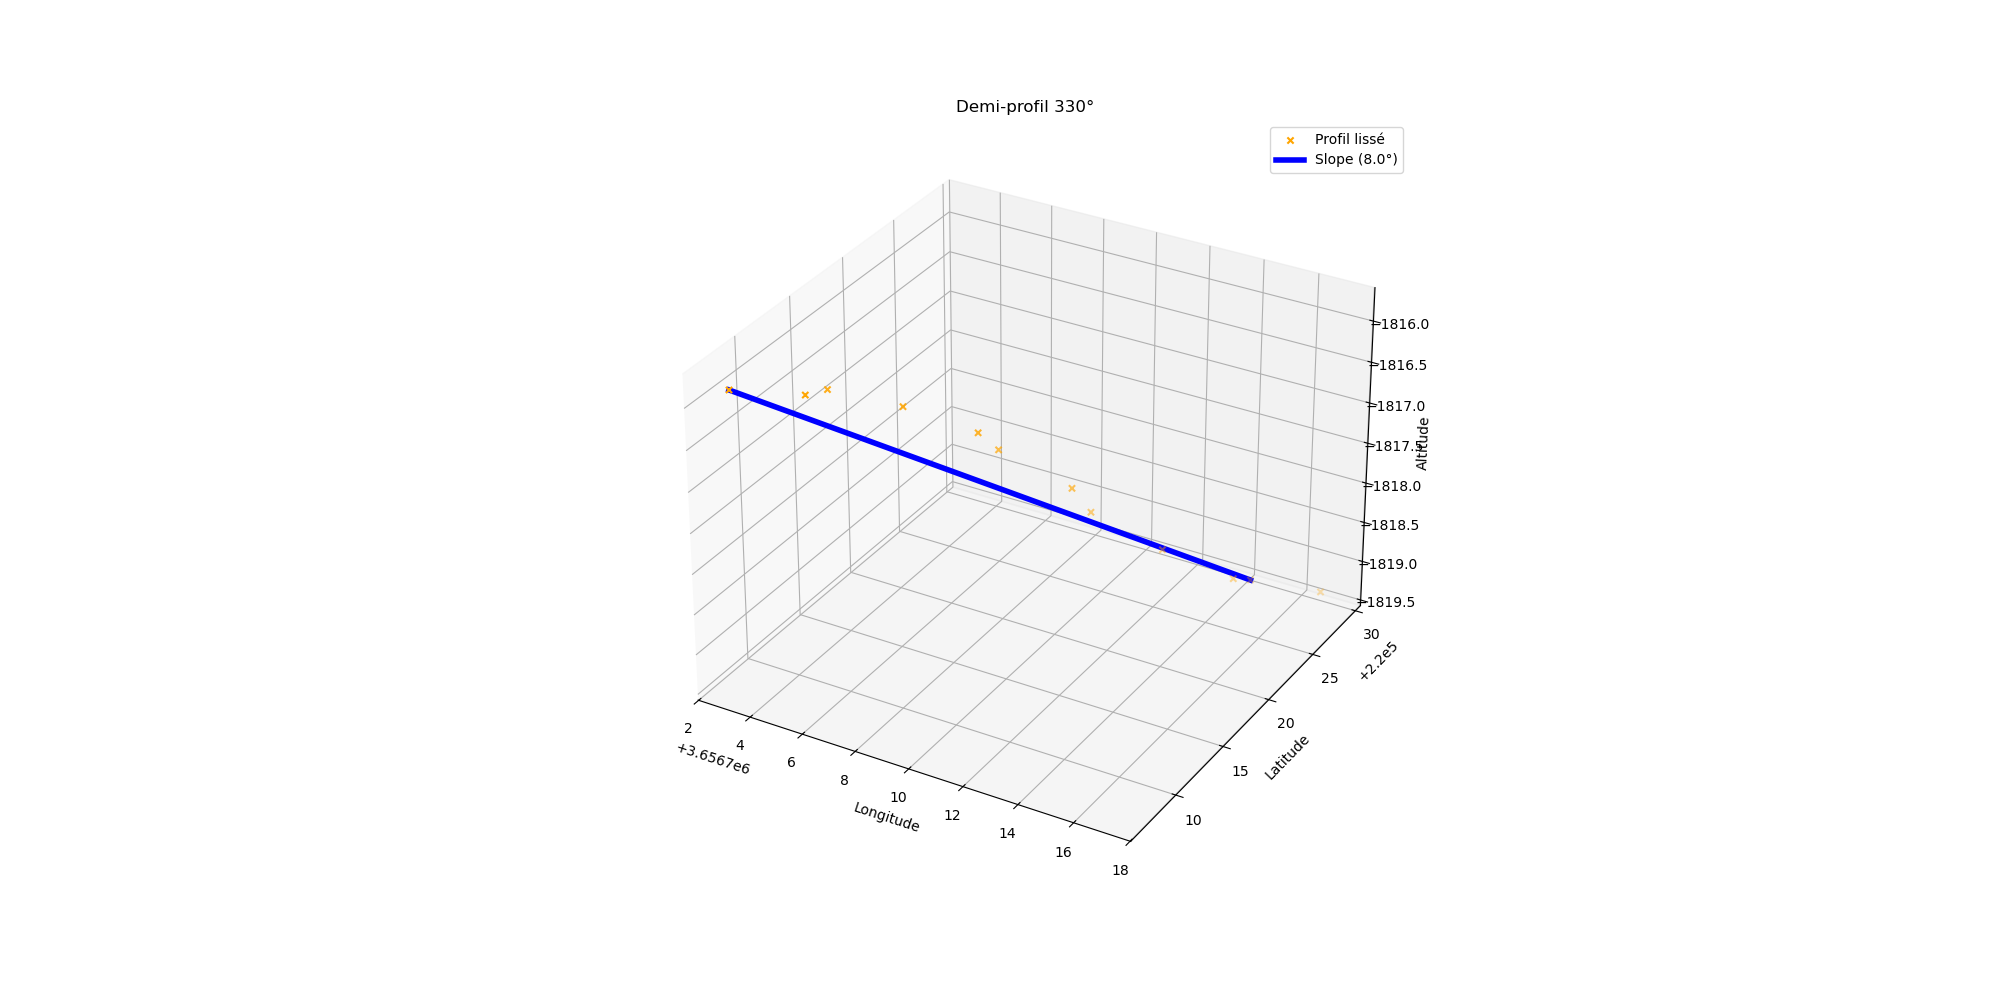 Demi-profil 330°
Profil lissé
Slope (8.0°)
−1816.0
−1816.5
−1817.0
−1817.5
−1818.0
−1818.5
−1819.0
−1819.5
Altitude
30
25
20
15
10
+2.2e5
Latitude
2
4
6
8
10
12
14
16
18
+3.6567e6
Longitude